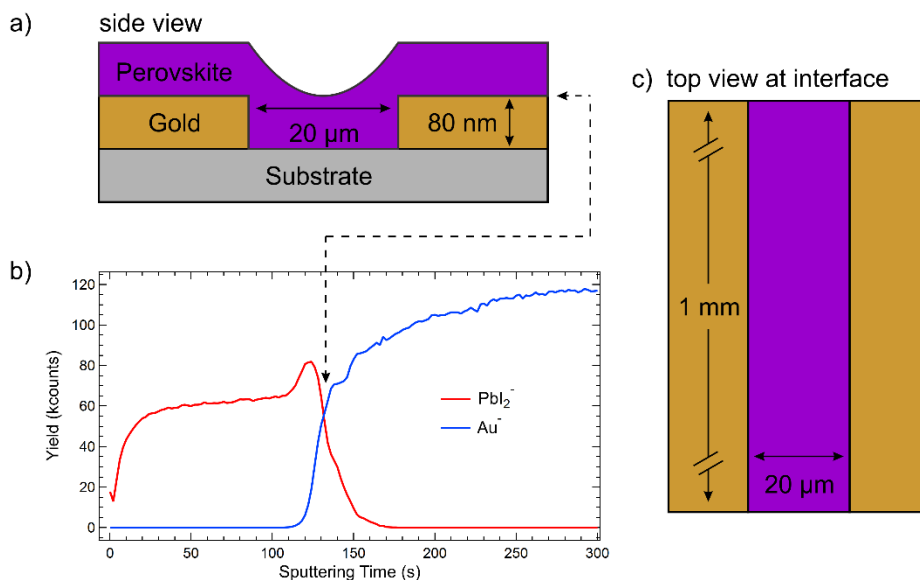 a)
side view
Perovskite
Gold
20 µm
80 nm
Substrate
c) top view at interface
1 mm
20 µm
b)
Yield (kcounts)
120
100
80
60
40
20
0
PbI₂⁻
Au⁻
0 50 100 150 200 250 300
Sputtering Time (s)